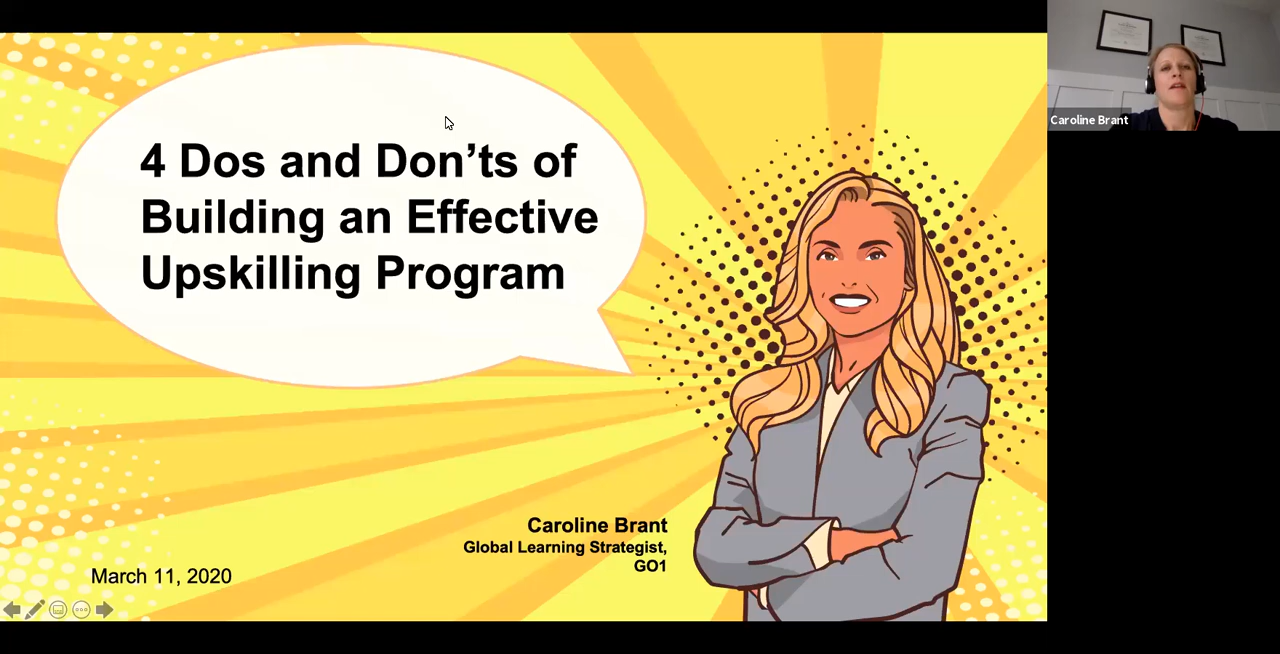 4 Dos and Don’ts of
Building an Effective
Upskilling Program
Caroline Brant
Global Learning Strategist,
GO1
March 11, 2020
Caroline Brant